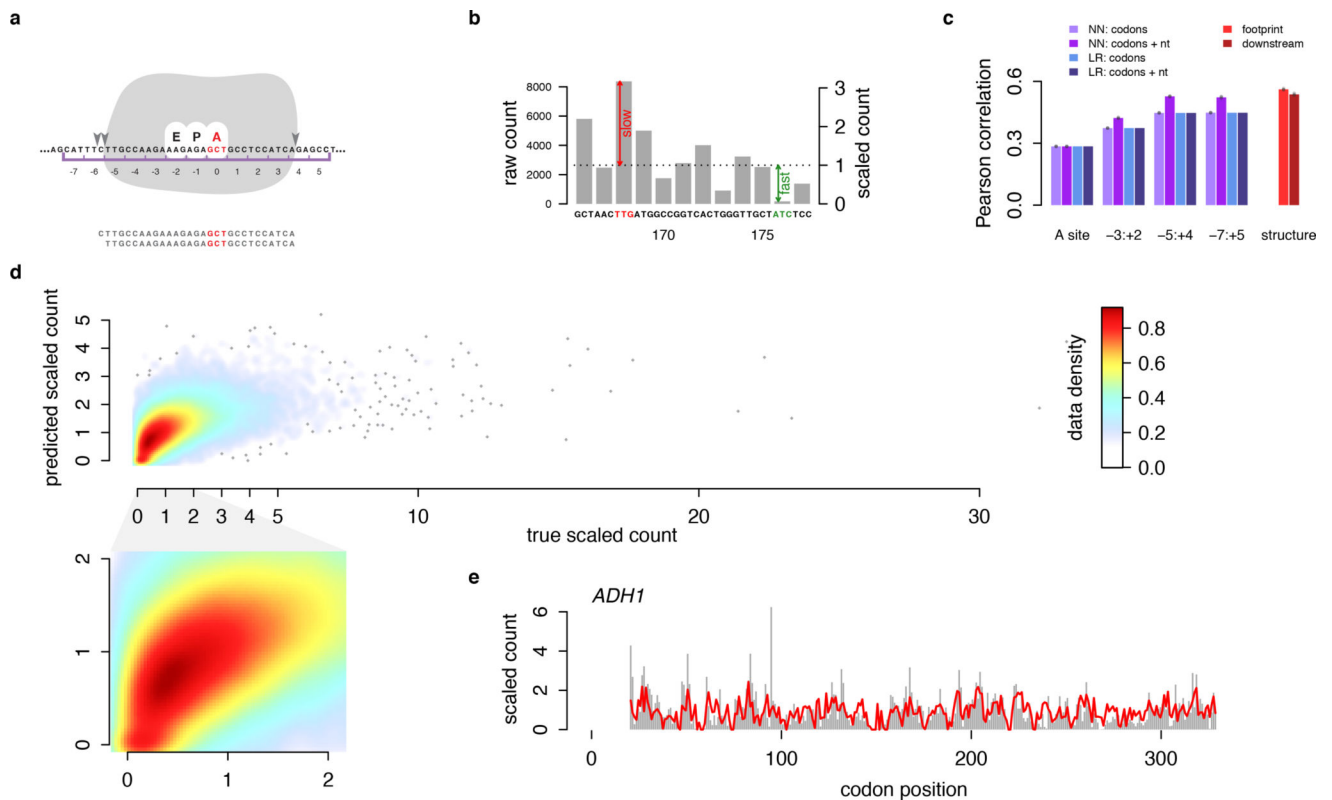 a
E P A
...AGCATTTCTTGCCAAGAAAGAGAGCTGCCTCCATCAGAGCCT...
-7 -6 -5 -4 -3 -2 -1 0 1 2 3 4 5
CTTGCCAAGAAAGAGAGCTGCCTCCATCA
TTGCCAAGAAAGAGAGCTGCCTCCATCA
b
raw count
8000
6000
4000
2000
0
slow
fast
scaled count
3
2
1
0
GCTAACTTGATGGCCGGTCACTGGGTTGCTATCTCC
170 175
c
NN: codons
NN: codons + nt
LR: codons
LR: codons + nt
footprint
downstream
Pearson correlation
0.6
0.3
0.0
A site −3:+2 −5:+4 −7:+5 structure
d
predicted scaled count
5
4
3
2
1
0
0 1 2 3 4 5 10 20 30
true scaled count
data density
0.8
0.6
0.4
0.2
0.0
2
1
0
0 1 2
e
ADH1
scaled count
6
4
2
0
0 100 200 300
codon position